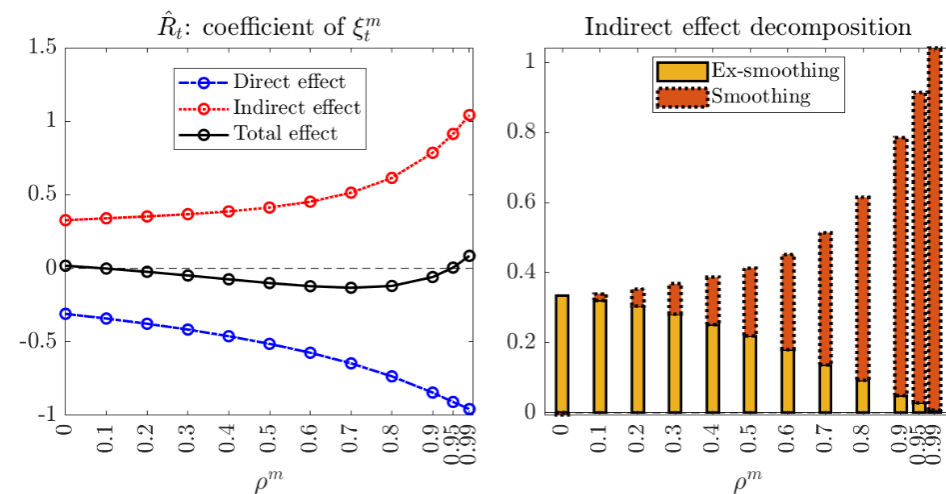 R̂ₜ: coefficient of ξₜᵐ
1.5
1
0.5
0
-0.5
-1
Direct effect
Indirect effect
Total effect
0 0.1 0.2 0.3 0.4 0.5 0.6 0.7 0.8 0.9 0.95 0.99
ρᵐ
Indirect effect decomposition
1
0.8
0.6
0.4
0.2
0
Ex-smoothing
Smoothing
0 0.1 0.2 0.3 0.4 0.5 0.6 0.7 0.8 0.9 0.95 0.99
ρᵐ